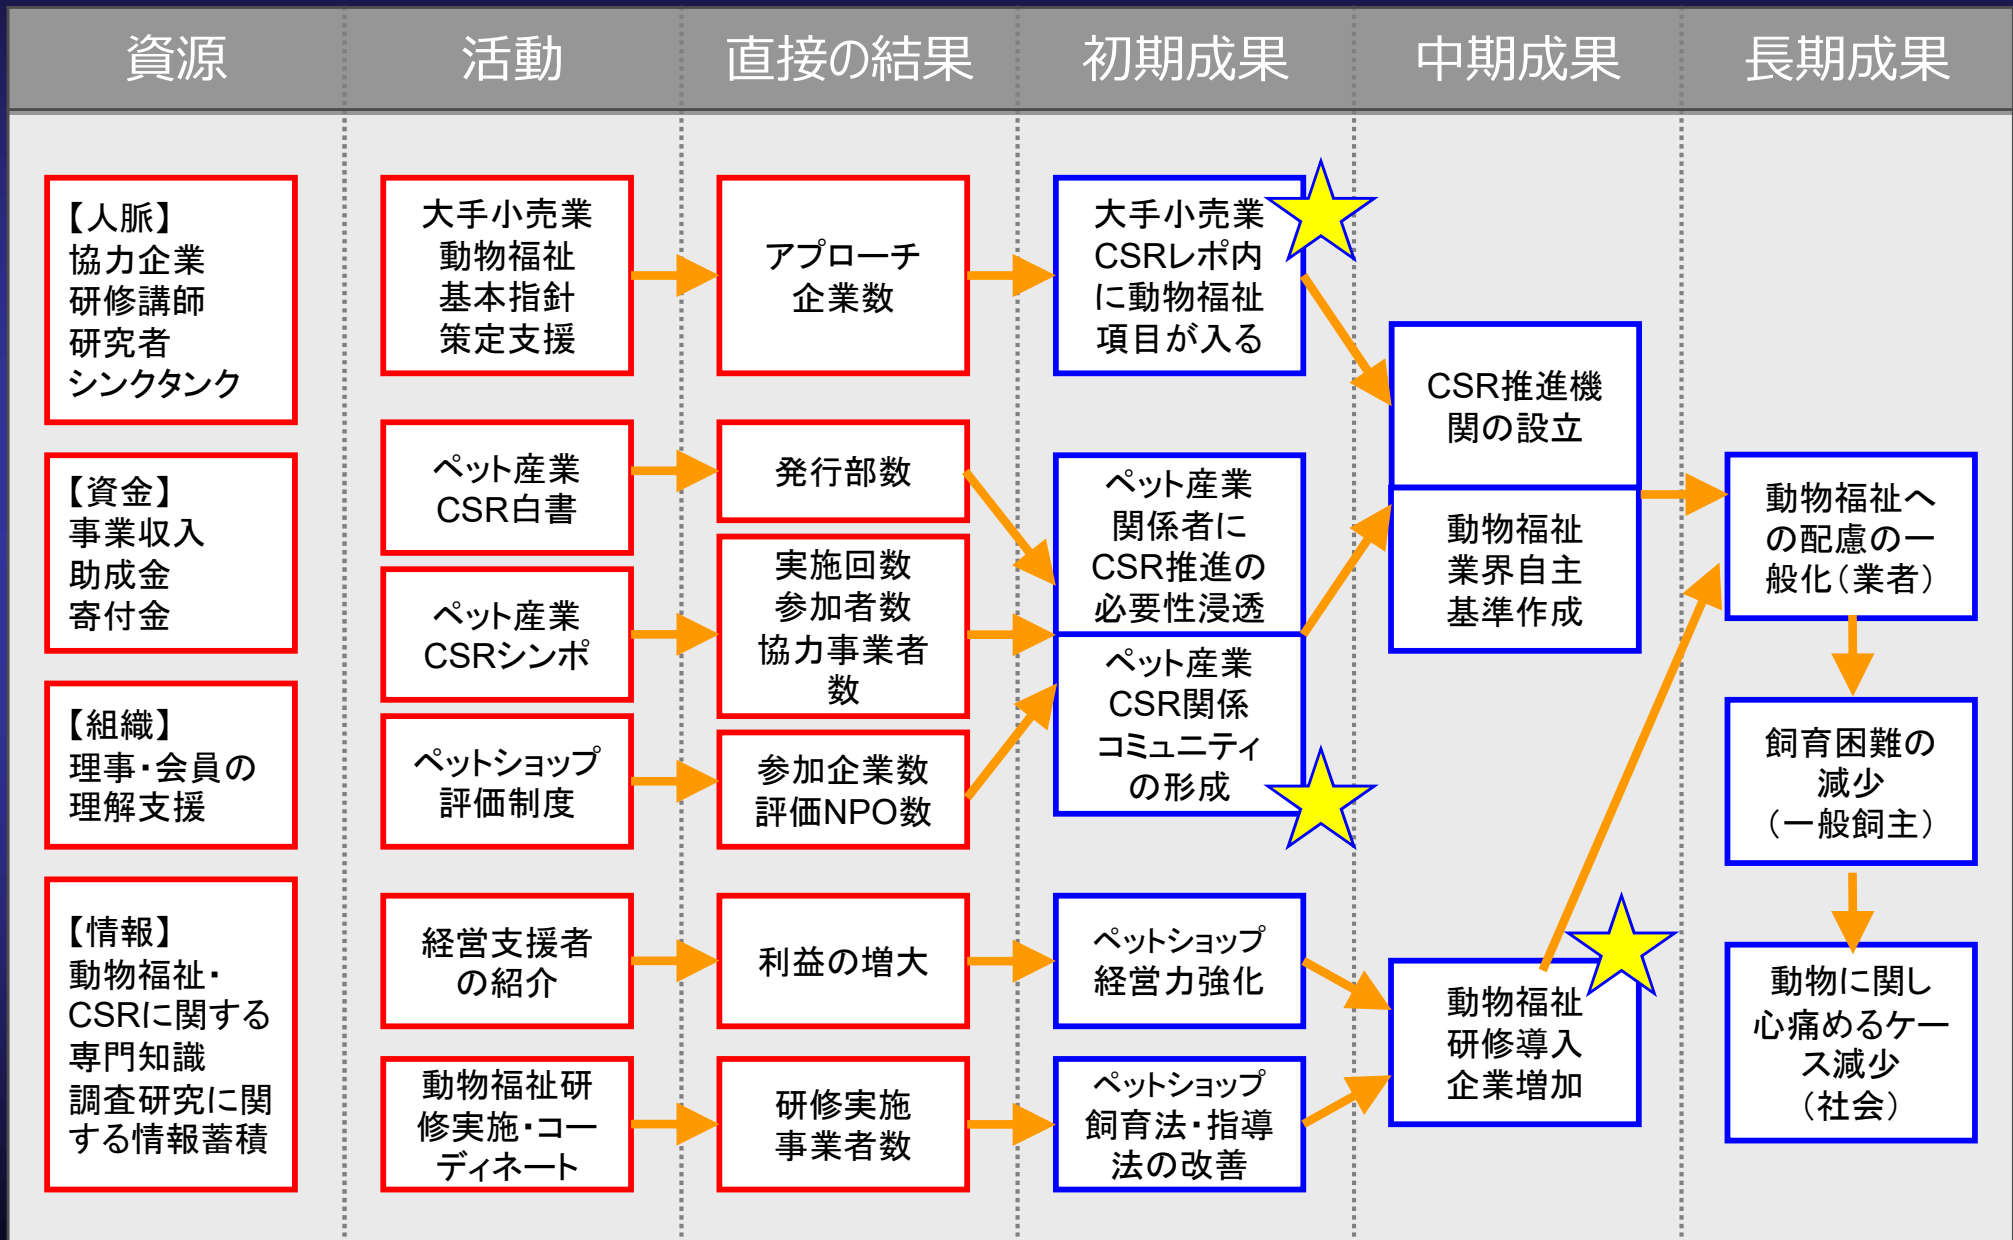 資源
活動
直接の結果
初期成果
中期成果
長期成果
【人脈】
協力企業
研修講師
研究者
シンクタンク
【資金】
事業収入
助成金
寄付金
【組織】
理事・会員の
理解支援
【情報】
動物福祉・
CSRに関する
専門知識
調査研究に関
する情報蓄積
大手小売業
動物福祉
基本指針
策定支援
ペット産業
CSR白書
ペット産業
CSRシンポ
ペットショップ
評価制度
経営支援者
の紹介
動物福祉研
修実施・コー
ディネート
アプローチ
企業数
発行部数
実施回数
参加者数
協力事業者
数
参加企業数
評価NPO数
利益の増大
研修実施
事業者数
大手小売業
CSRレポ内
に動物福祉
項目が入る
ペット産業
関係者に
CSR推進の
必要性浸透
ペット産業
CSR関係
コミュニティ
の形成
ペットショップ
経営力強化
ペットショップ
飼育法・指導
法の改善
CSR推進機
関の設立
動物福祉
業界自主
基準作成
動物福祉
研修導入
企業増加
動物福祉へ
の配慮の一
般化（業者）
飼育困難の
減少
（一般飼主）
動物に関し
心痛めるケー
ス減少
（社会）